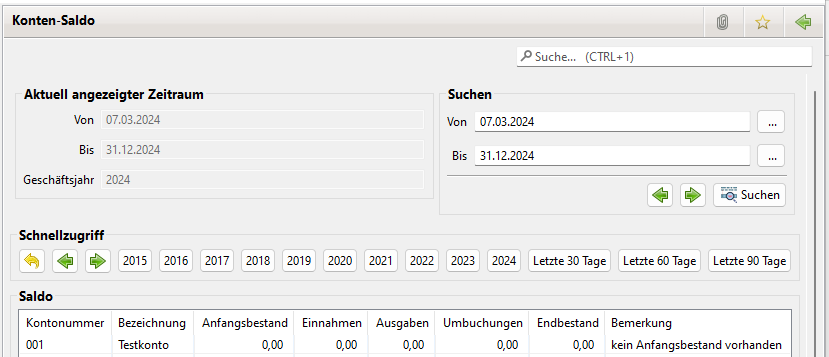 Konten-Saldo
Suche... (CTRL+1)
Aktuell angezeigter Zeitraum
Von 07.03.2024
Bis 31.12.2024
Geschäftsjahr 2024
Suchen
Von 07.03.2024 ...
Bis 31.12.2024 ...
Suchen
Schnellzugriff
2015 2016 2017 2018 2019 2020 2021 2022 2023 2024 Letzte 30 Tage Letzte 60 Tage Letzte 90 Tage
Saldo
Kontonummer Bezeichnung Anfangsbestand Einnahmen Ausgaben Umbuchungen Endbestand Bemerkung
001 Testkonto 0,00 0,00 0,00 0,00 0,00 kein Anfangsbestand vorhanden